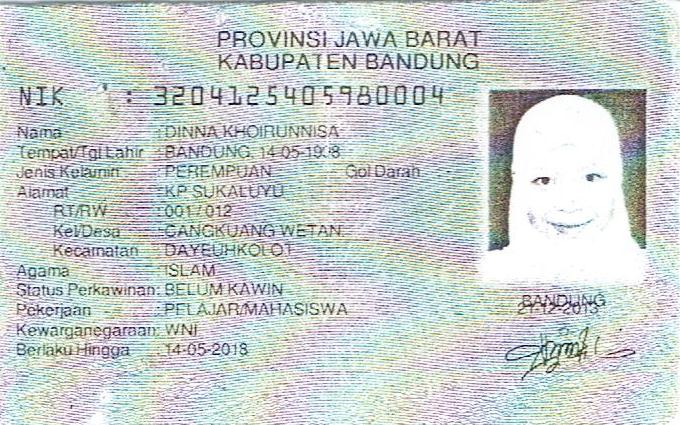 PROVINSI JAWA BARAT
KABUPATEN BANDUNG
NIK : 3204125405980004
Nama : DINNA KHOIRUNNISA
Tempat/Tgl Lahir : BANDUNG, 14-05-1998
Jenis Kelamin : PEREMPUAN Gol Darah -
Alamat : KP SUKALUYU
RT/RW : 001 / 012
Kel/Desa : CANGKUANG WETAN
Kecamatan : DAYEUHKOLOT
Agama : ISLAM
Status Perkawinan: BELUM KAWIN
Pekerjaan : PELAJAR/MAHASISWA
Kewarganegaraan: WNI
Berlaku Hingga : 14-05-2018
BANDUNG
21-12-2013